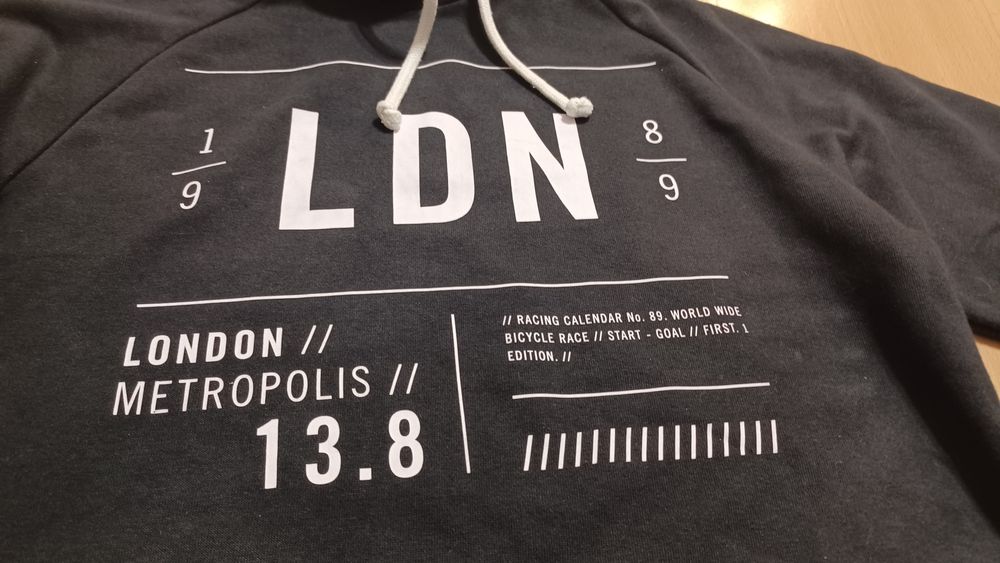 1
9
LDN
8
9
LONDON //
METROPOLIS //
13.8
// RACING CALENDAR No. 89. WORLD WIDE
BICYCLE RACE // START - GOAL // FIRST. 1
EDITION. //